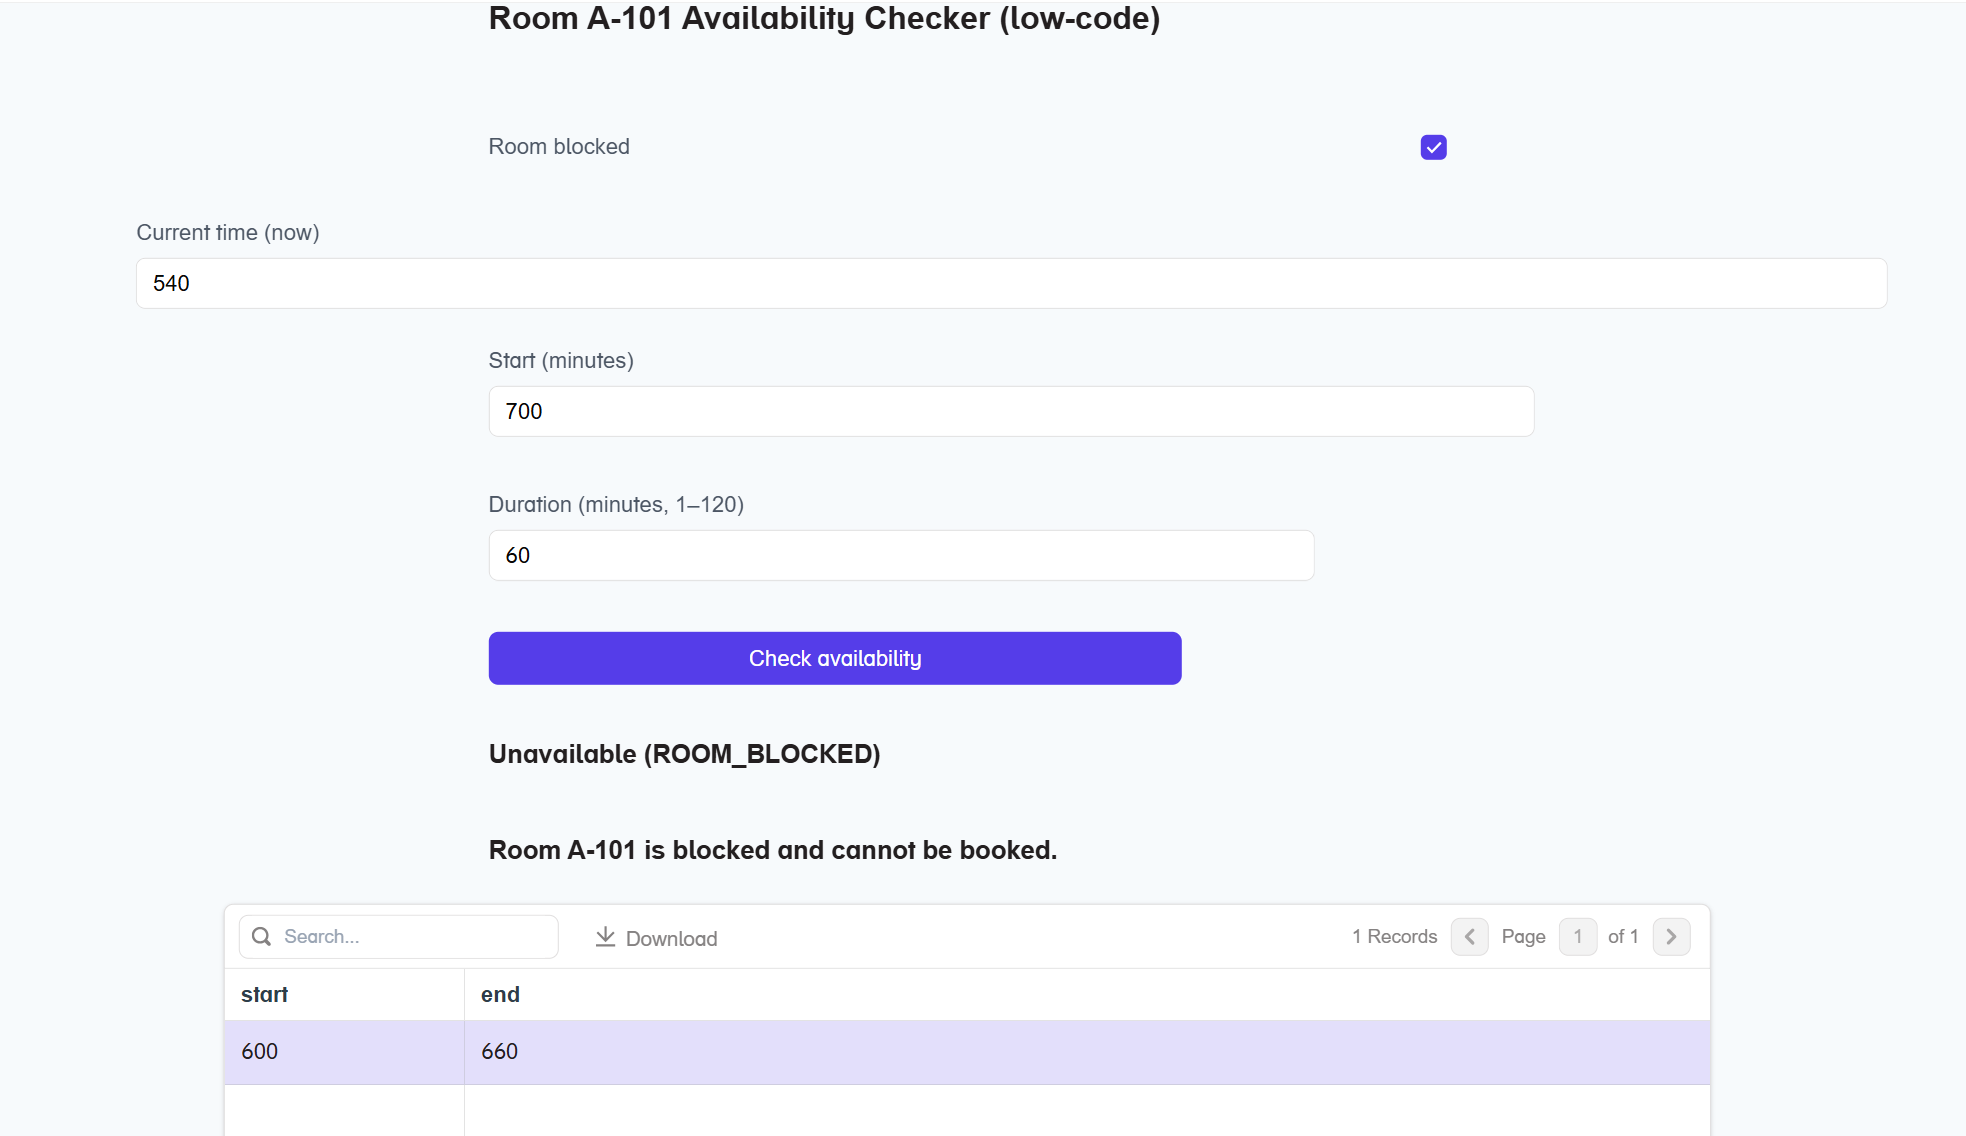 Room A-101 Availability Checker (low-code)
Room blocked
Current time (now)
540
Start (minutes)
700
Duration (minutes, 1–120)
60
Check availability
Unavailable (ROOM_BLOCKED)
Room A-101 is blocked and cannot be booked.
Search... Download 1 Records Page 1 of 1
start end
600 660